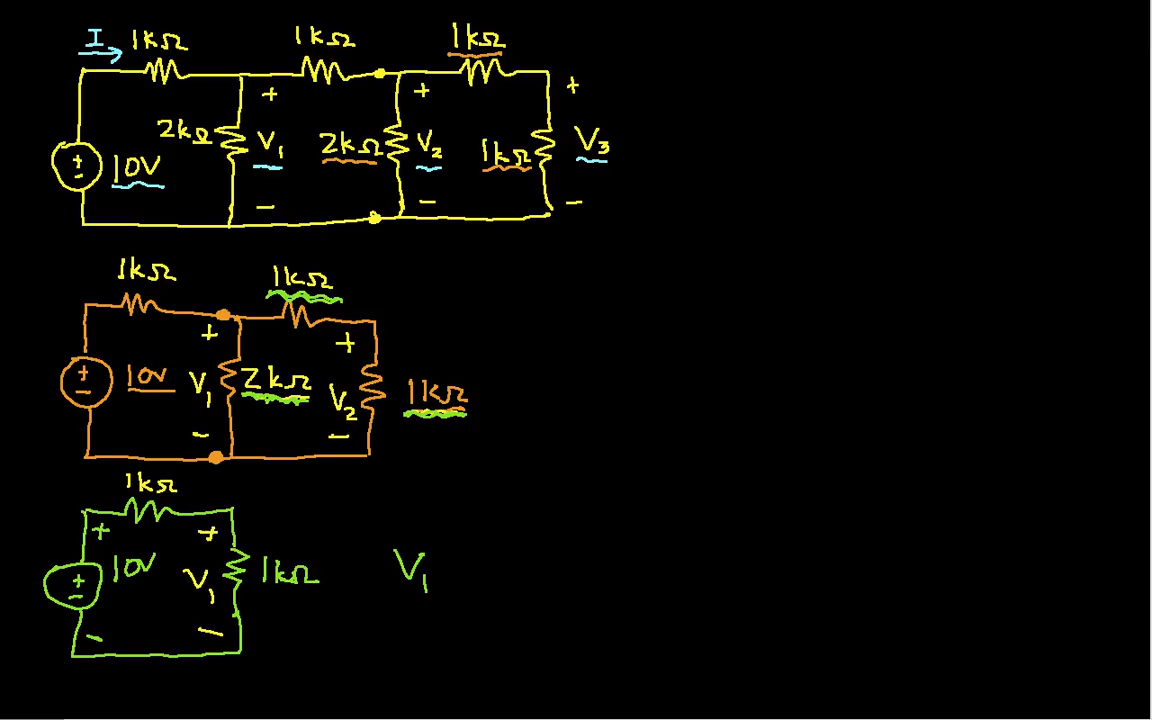 I 1kΩ 1kΩ 1kΩ
+ + +
2kΩ V₁ 2kΩ V₂ 1kΩ V₃
+
− 10V
− − −
1kΩ 1kΩ
+ +
+
− 10V V₁ 2kΩ V₂ 1kΩ
− −
1kΩ
+ +
+
− 10V V₁ 1kΩ V₁
− −